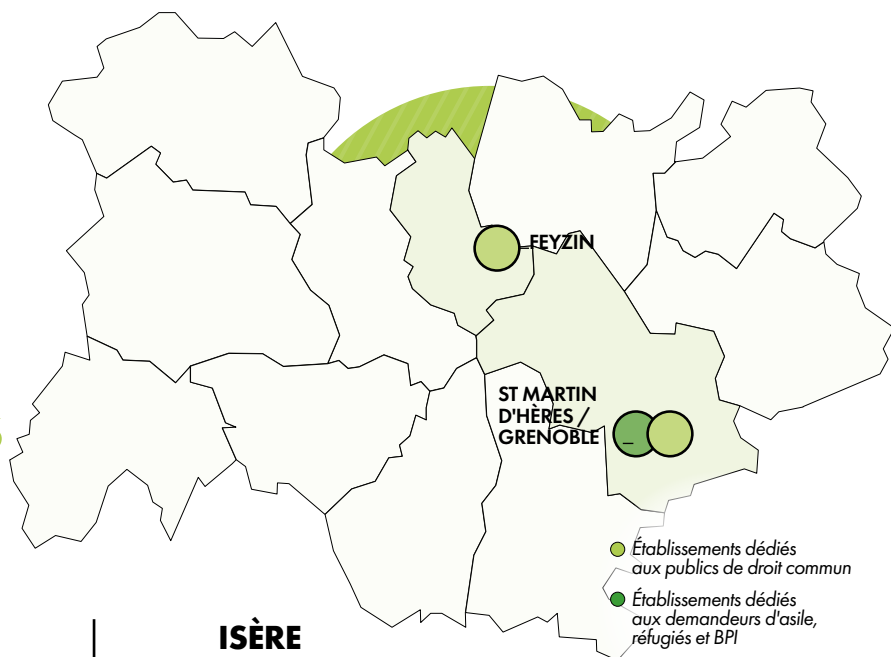 FEYZIN
ST MARTIN
D'HÈRES /
GRENOBLE
Établissements dédiés
aux publics de droit commun
Établissements dédiés
aux demandeurs d'asile,
réfugiés et BPI
ISÈRE